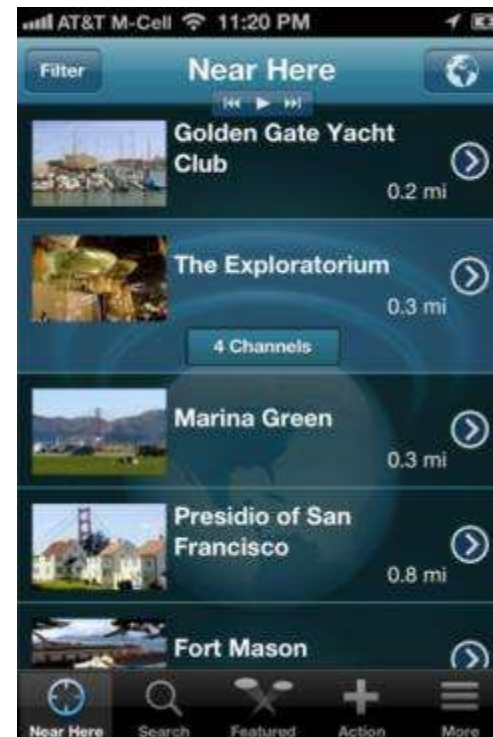 AT&T M-Cell 11:20 PM
Filter
Near Here
Golden Gate Yacht
Club
0.2 mi
The Exploratorium
0.3 mi
4 Channels
Marina Green
0.3 mi
Presidio of San
Francisco
0.8 mi
Fort Mason
Near Here Search Featured Action More